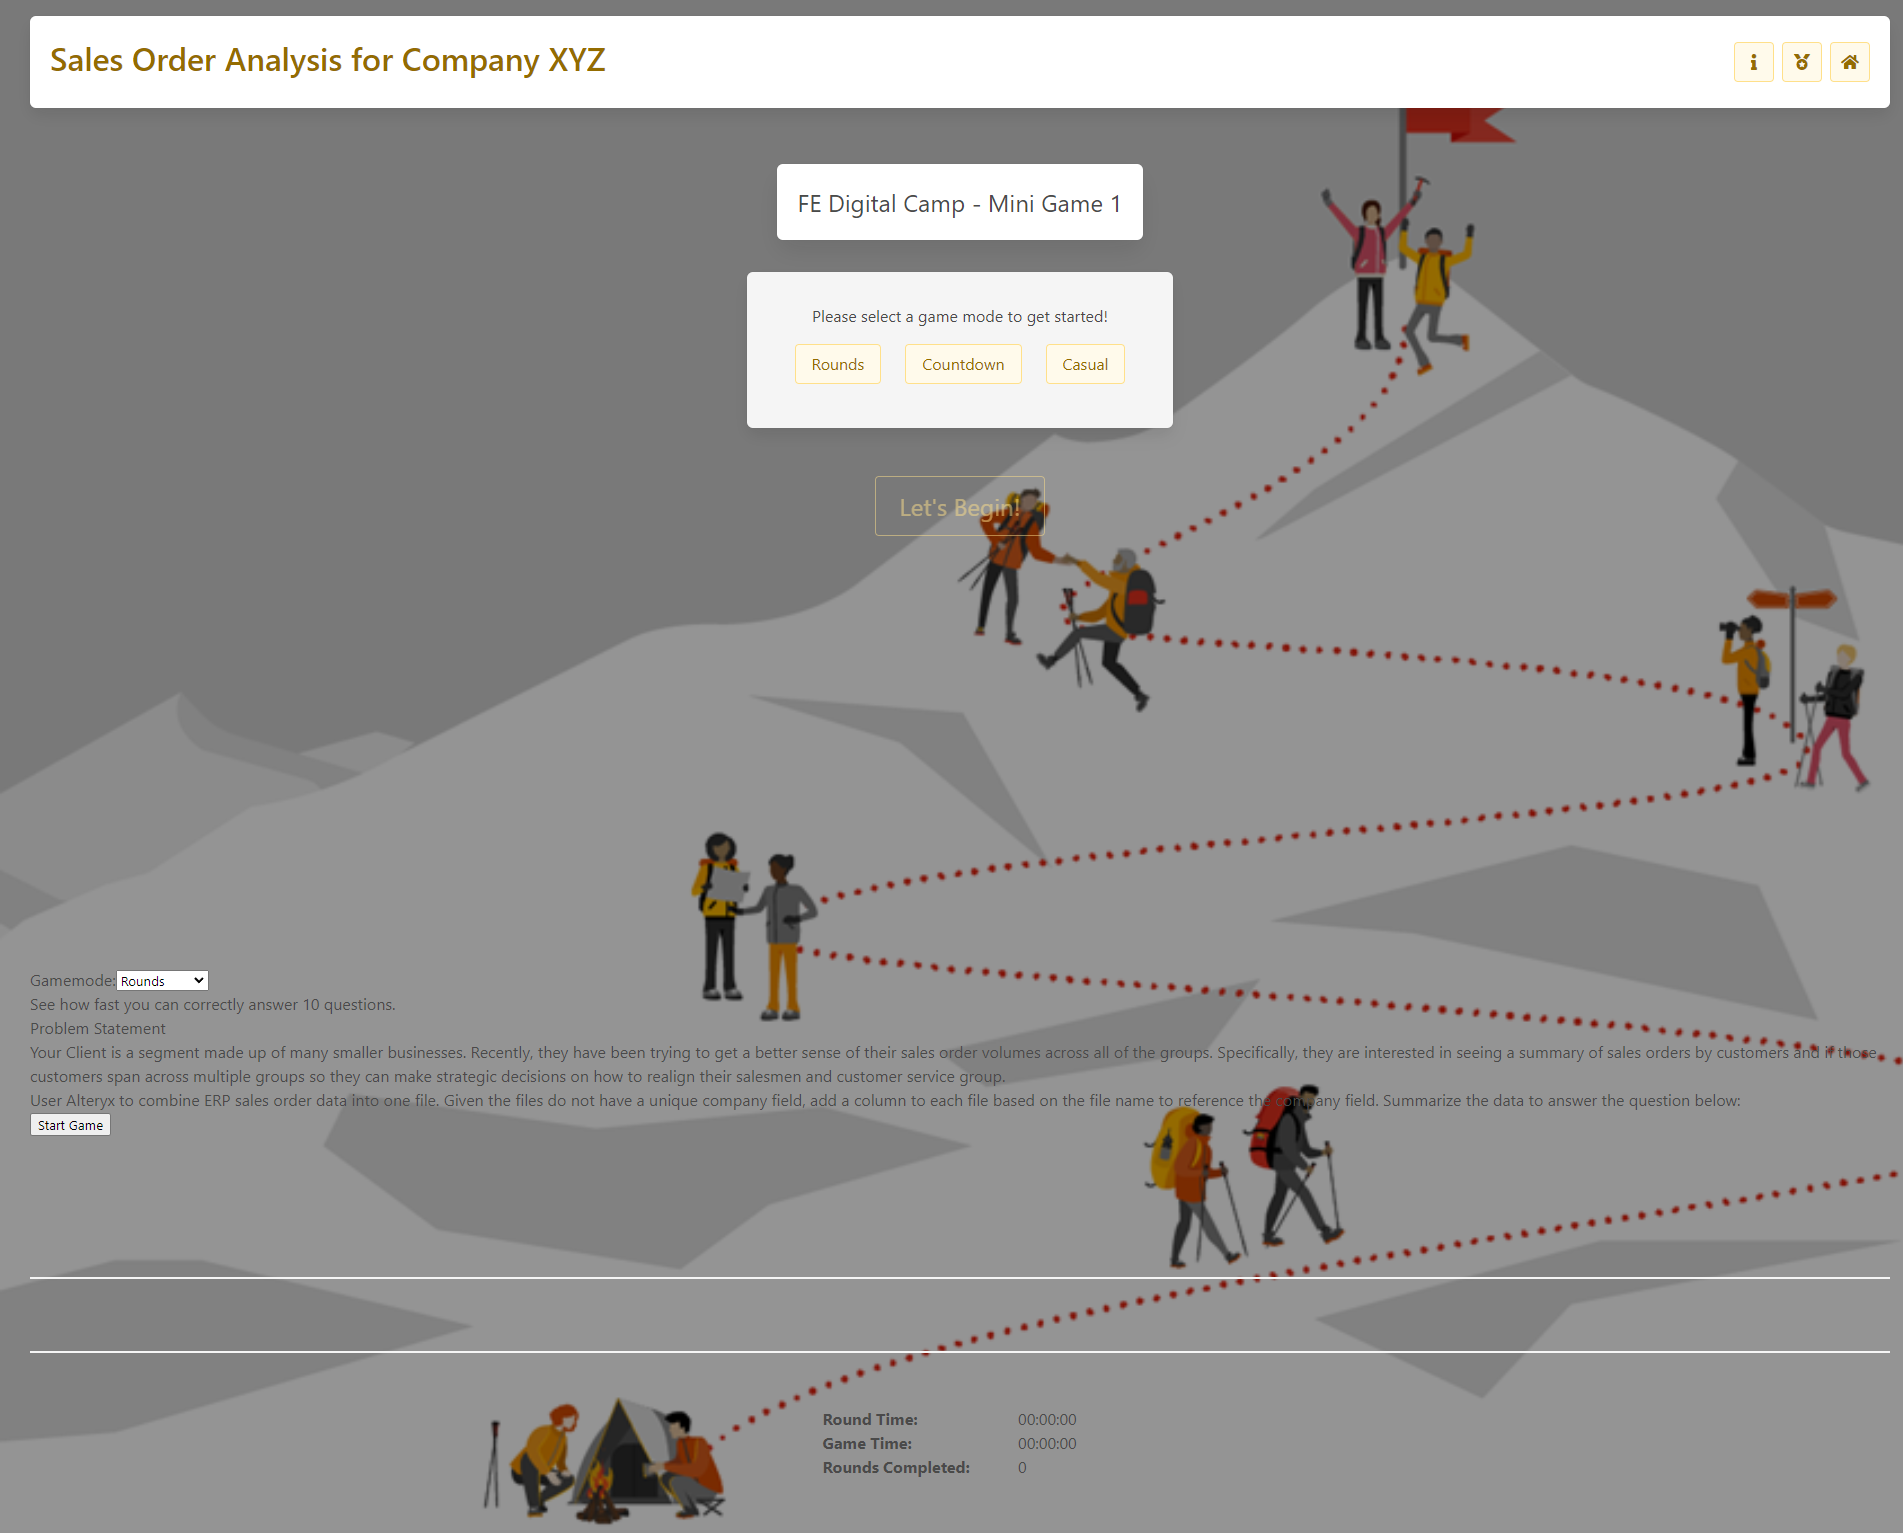 Sales Order Analysis for Company XYZ
FE Digital Camp - Mini Game 1
Please select a game mode to get started!
Rounds
Countdown
Casual
Let's Begin!
Gamemode: Rounds
See how fast you can correctly answer 10 questions.
Problem Statement
Your Client is a segment made up of many smaller businesses. Recently, they have been trying to get a better sense of their sales order volumes across all of the groups. Specifically, they are interested in seeing a summary of sales orders by customers and if those
customers span across multiple groups so they can make strategic decisions on how to realign their salesmen and customer service group.
User Alteryx to combine ERP sales order data into one file. Given the files do not have a unique company field, add a column to each file based on the file name to reference the company field. Summarize the data to answer the question below:
Start Game
Round Time: 00:00:00
Game Time: 00:00:00
Rounds Completed: 0